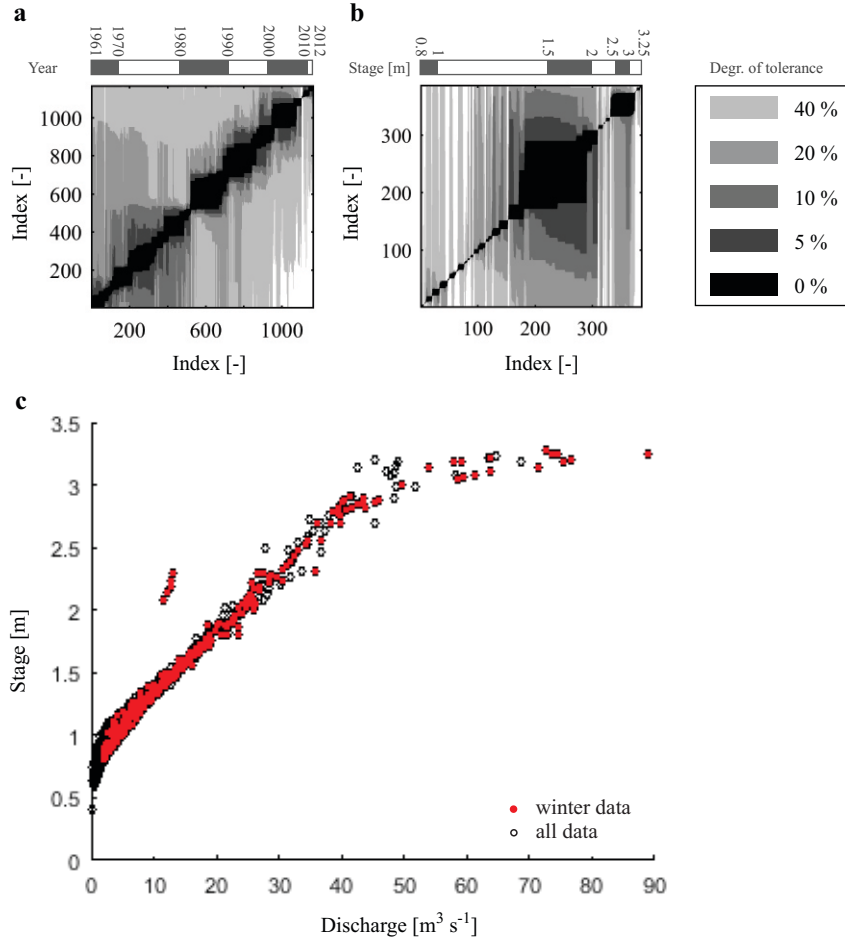 a
b
1961 1970 1980 1990 2000 2010 2012
0.8 1 1.5 2 2.5 3 3.25
Year
Stage [m]
Degr. of tolerance
1000
800
600
400
200
Index [-]
200 600 1000
Index [-]
300
200
100
Index [-]
100 200 300
Index [-]
40 %
20 %
10 %
5 %
0 %
c
3.5
3
2.5
2
1.5
1
0.5
0
Stage [m]
winter data
all data
0 10 20 30 40 50 60 70 80 90
Discharge [m³ s⁻¹]